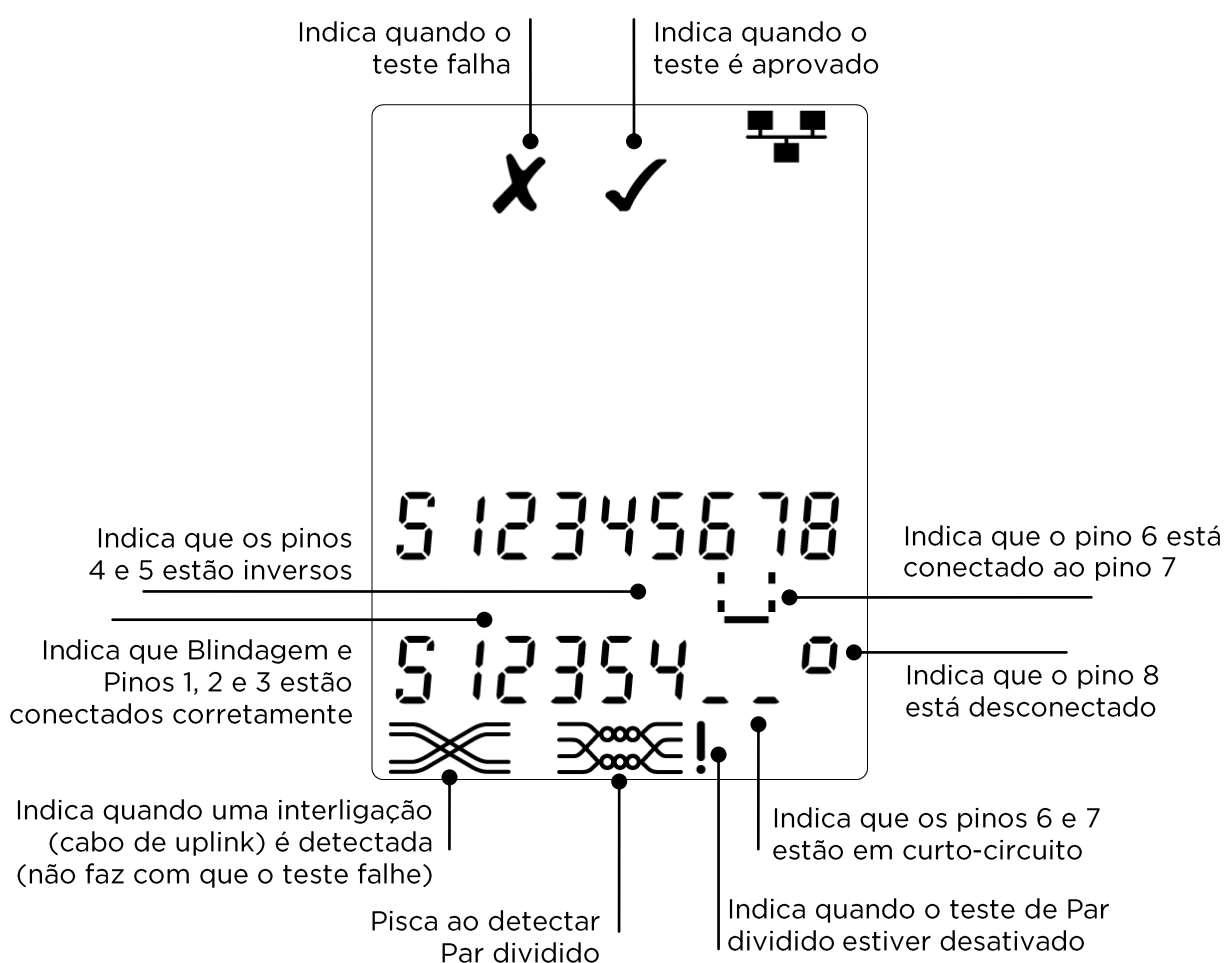 Indica quando o
teste falha
Indica quando o
teste é aprovado
S12345678
Indica que os pinos
4 e 5 estão inversos
Indica que o pino 6 está
conectado ao pino 7
S12354_ _ o
Indica que Blindagem e
Pinos 1, 2 e 3 estão
conectados corretamente
Indica que o pino 8
está desconectado
!
Indica quando uma interligação
(cabo de uplink) é detectada
(não faz com que o teste falhe)
Indica que os pinos 6 e 7
estão em curto-circuito
Pisca ao detectar
Par dividido
Indica quando o teste de Par
dividido estiver desativado